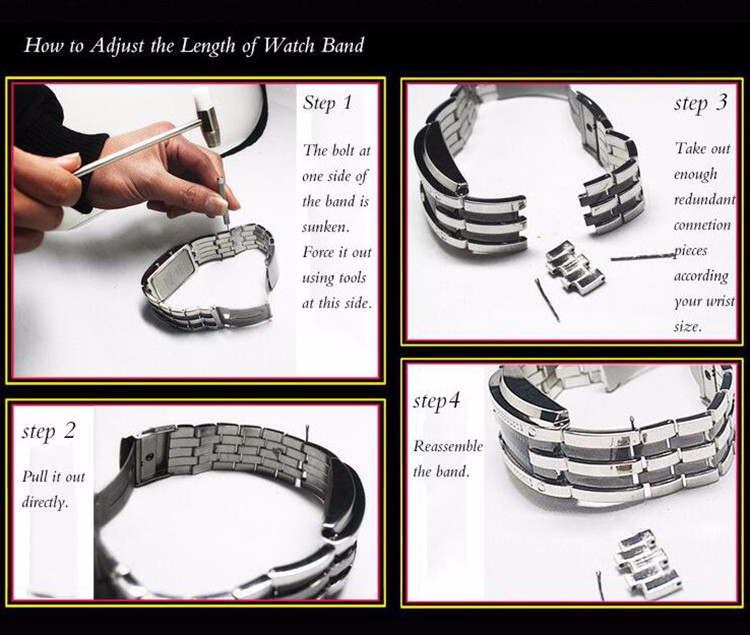 How to Adjust the Length of Watch Band
Step 1
The bolt at
one side of
the band is
sunken.
Force it out
using tools
at this side.
step 2
Pull it out
directly.
step 3
Take out
enough
redundant
connetion
pieces
according
your wrist
size.
step4
Reassemble
the band.